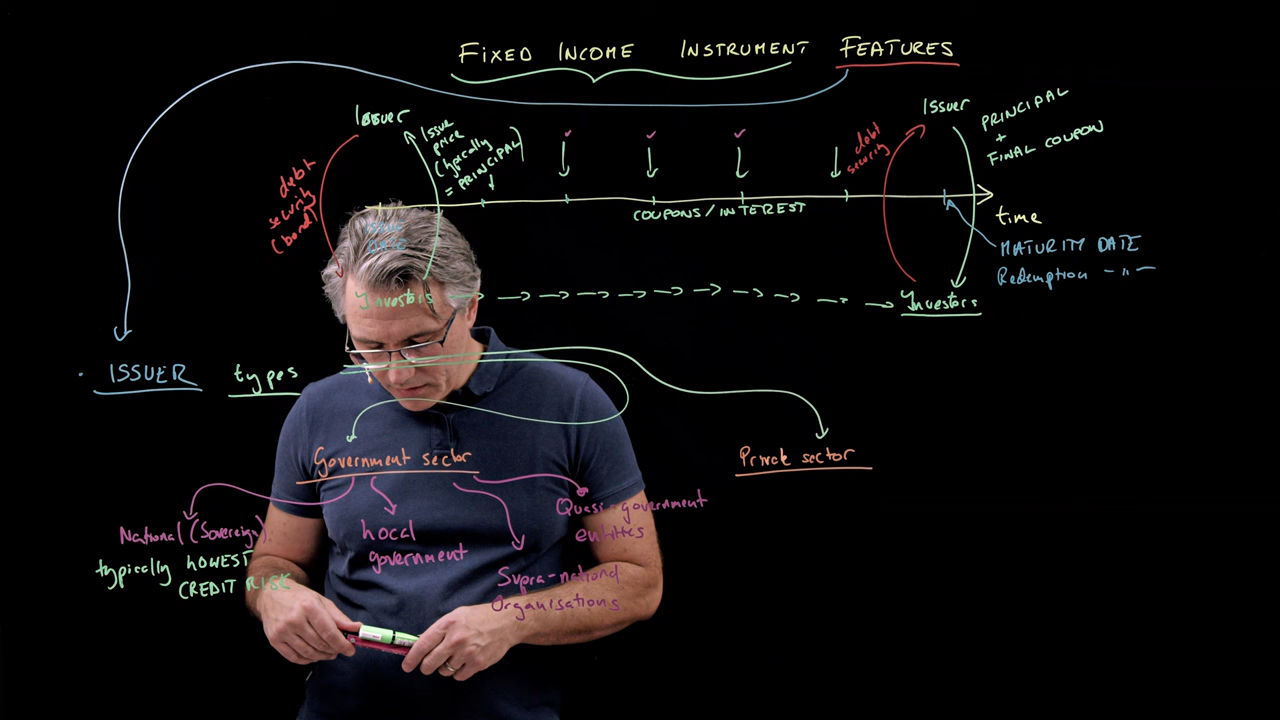 FIXED INCOME INSTRUMENT FEATURES
Issuer
debt
security
(bond)
Issue
price
(typically
= PRINCIPAL)
ISSUE
DATE
Investors
COUPONS/INTEREST
debt
security
Issuer
PRINCIPAL
+
FINAL COUPON
time
MATURITY DATE
Redemption -"-
Investors
· ISSUER types
Government sector
Private sector
National (Sovereign)
typically LOWEST
CREDIT RISK
Local
government
Supra-national
Organisations
Quasi-government
entities